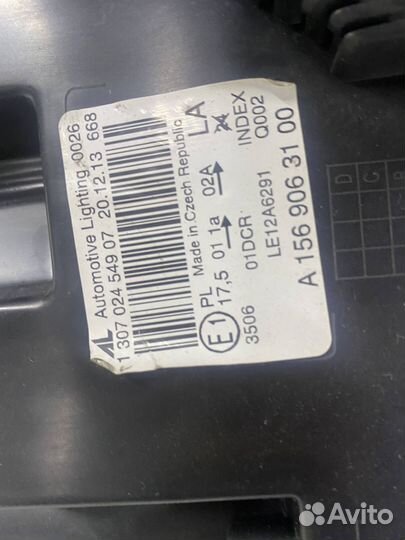 AL Automotive Lighting 0026
1 307 024 549 07 20.12.13 668
PL Made in Czech Republic LA
E1 17,5 01 1a 02A 24 INDEX
3506 01DCR Q002
LE12A6291
A 156 906 31 00
D C B
Avito